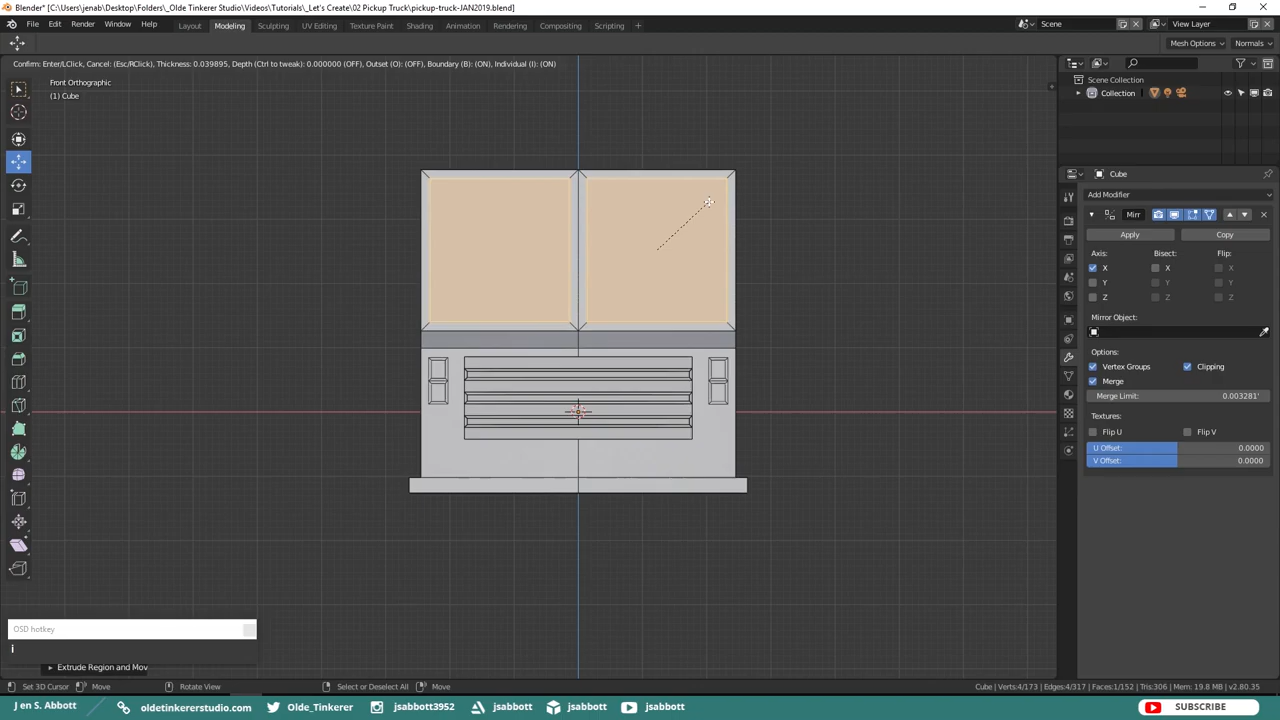 Blender* [C:\Users\jenab\Desktop\Folders\_Olde Tinkerer Studio\Videos\Tutorials\_Let's Create\02 Pickup Truck\pickup-truck-JAN2019.blend]
File Edit Render Window Help Layout Modeling Sculpting UV Editing Texture Paint Shading Animation Rendering Compositing Scripting + Scene View Layer
Mesh Options Normals
Confirm: Enter/LClick, Cancel: (Esc/RClick), Thickness: 0.039895, Depth (Ctrl to tweak): 0.000000 (OFF), Outset (O): (OFF), Boundary (B): (ON), Individual (I): (ON)
Front Orthographic
(1) Cube
Scene Collection
Collection
Cube
Add Modifier
Mirr
Apply Copy
Axis: Bisect: Flip:
X X X
Y Y Y
Z Z Z
Mirror Object:
Options:
Vertex Groups Clipping
Merge
Merge Limit: 0.003281'
Textures:
Flip U Flip V
U Offset: 0.0000
V Offset: 0.0000
OSD hotkey
i
Extrude Region and Mov
Set 3D Cursor Move Rotate View Select or Deselect All Move Cube | Verts:4/173 | Edges:4/317 | Faces:1/152 | Tris:306 | Mem: 19.8 MB | v2.80.35
J en S. Abbott oldetinkererstudio.com Olde_Tinkerer jsabbott3952 jsabbott jsabbott jsabbott SUBSCRIBE